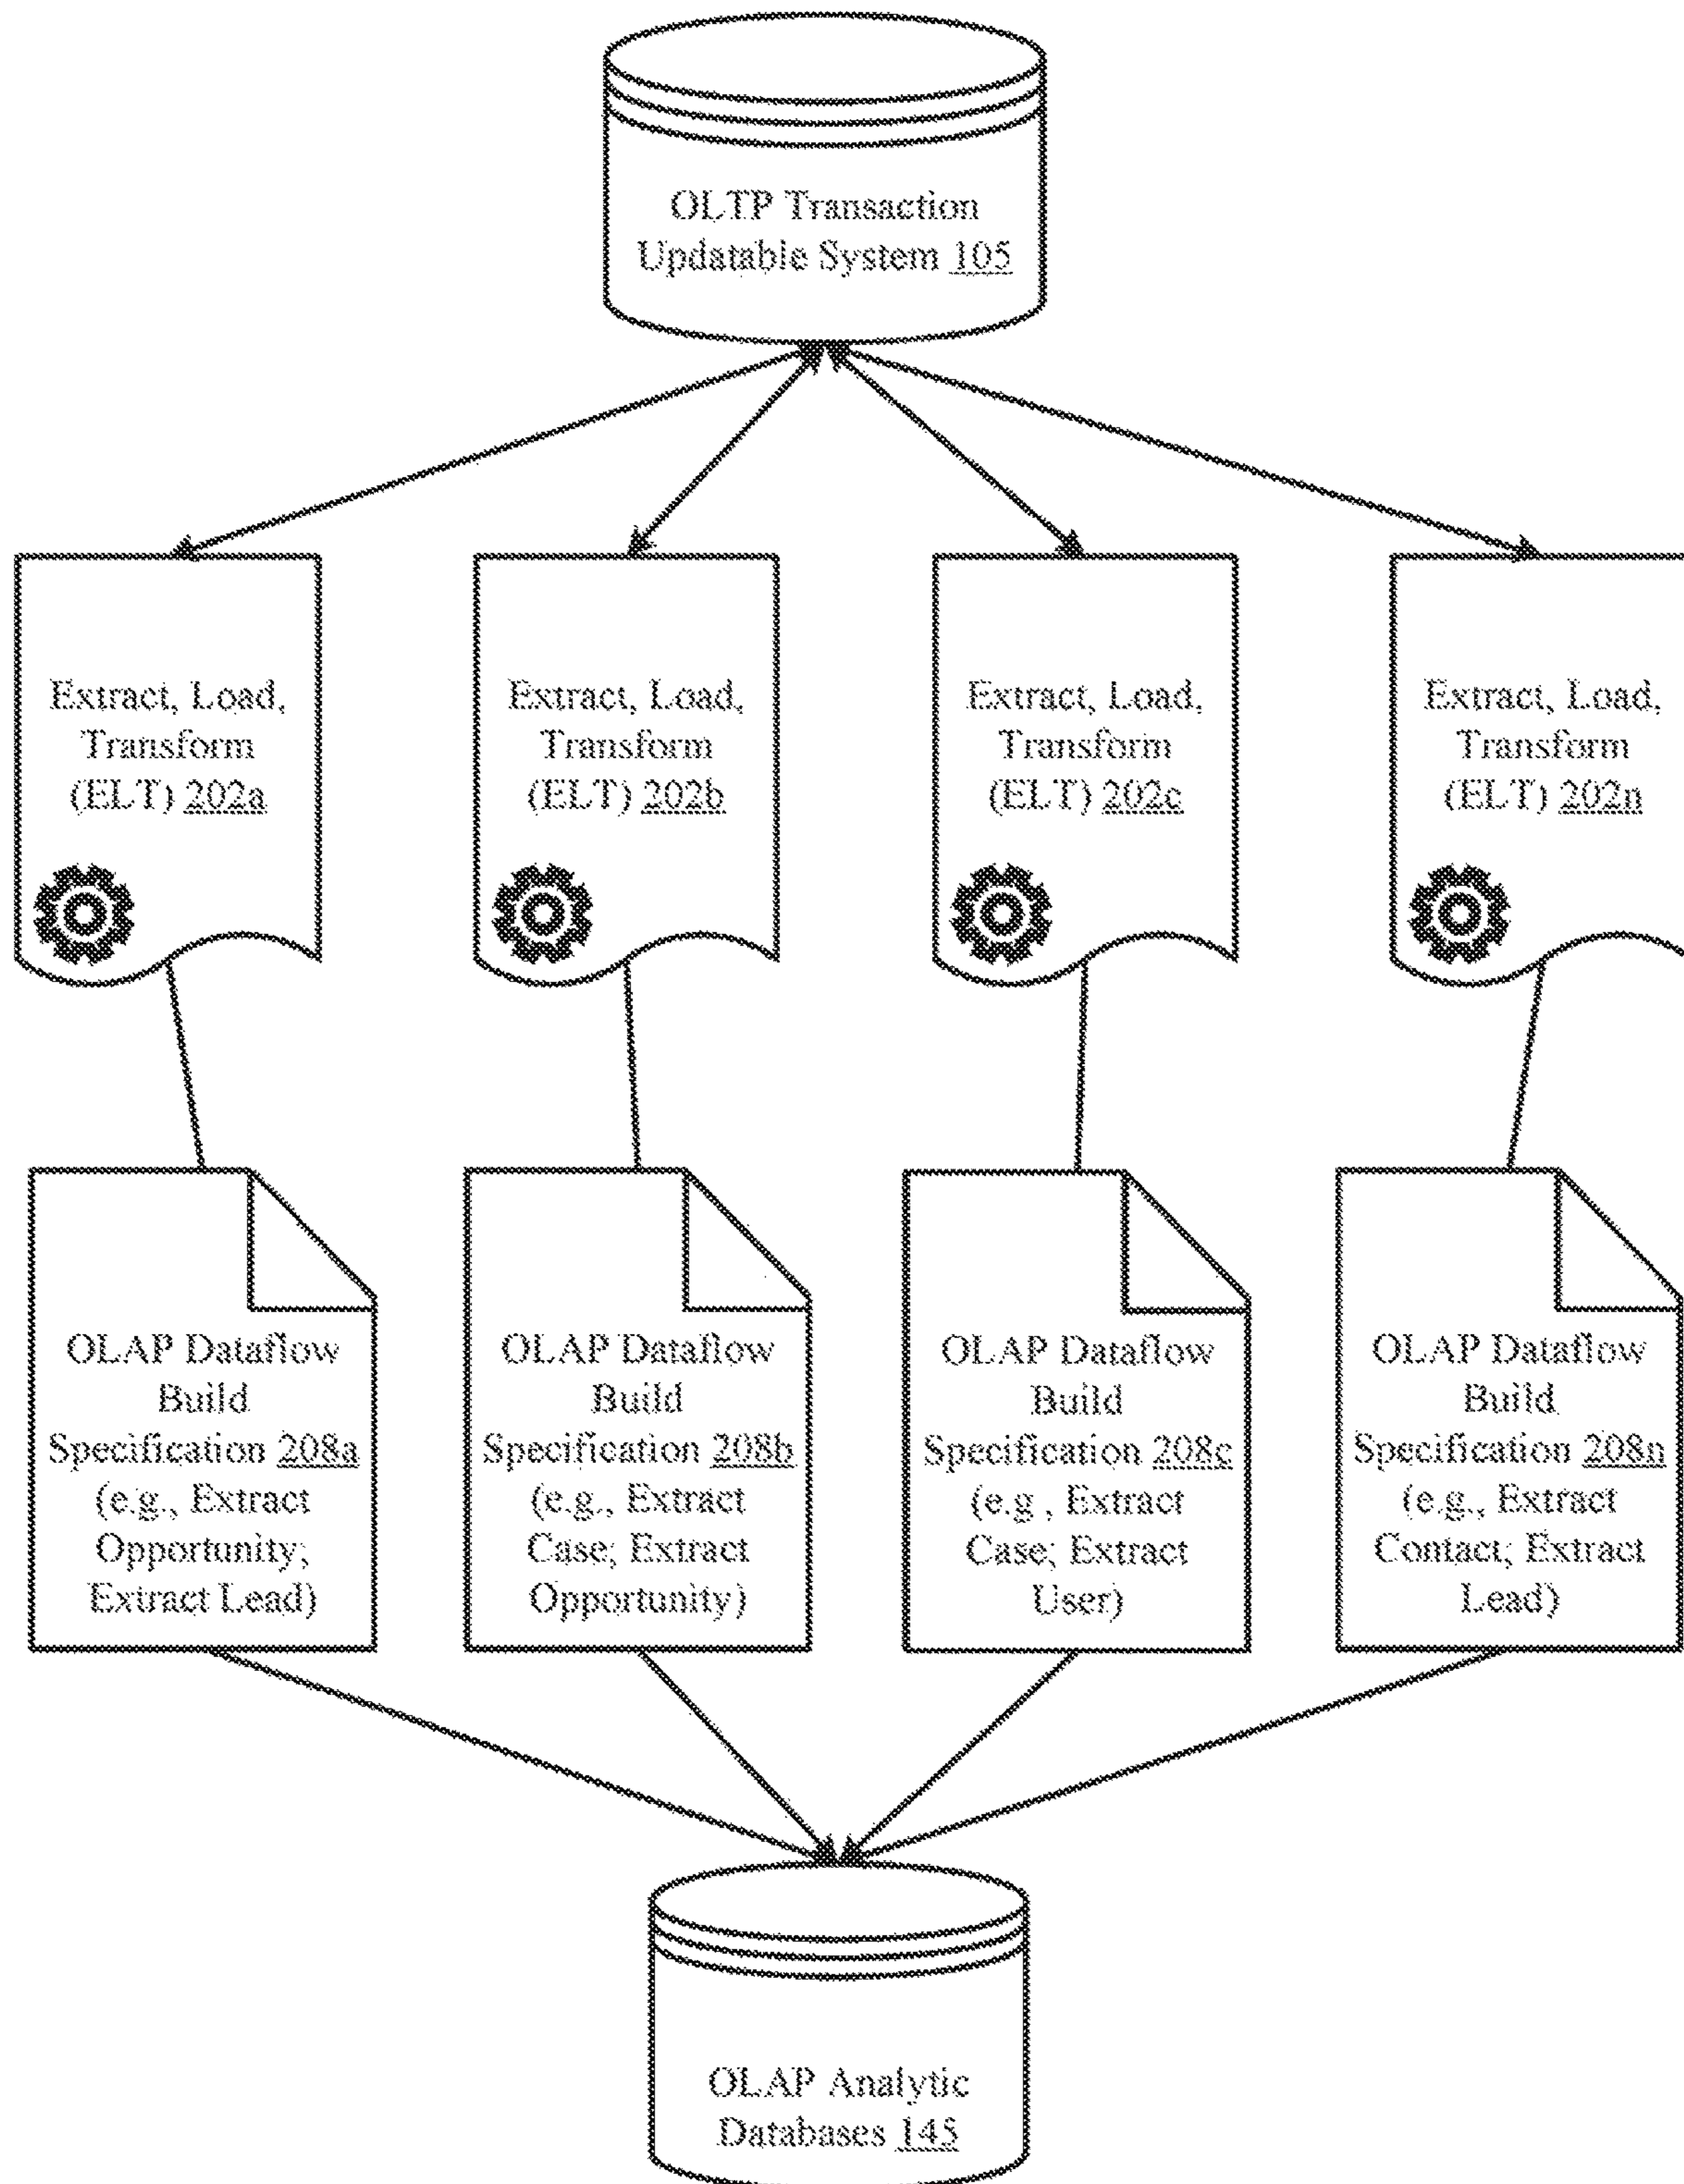 OLTP Transaction
Updatable System 105
Extract, Load,
Transform
(ELT) 202a
Extract, Load,
Transform
(ELT) 202b
Extract, Load,
Transform
(ELT) 202c
Extract, Load,
Transform
(ELT) 202n
OLAP Dataflow
Build
Specification 208a
(e.g., Extract
Opportunity;
Extract Lead)
OLAP Dataflow
Build
Specification 208b
(e.g., Extract
Case; Extract
Opportunity)
OLAP Dataflow
Build
Specification 208c
(e.g , Extract
Case; Extract
User)
OLAP Dataflow
Build
Specification 208n
(e.g., Extract
Contact; Extract
Lead)
OLAP Analytic
Databases 145